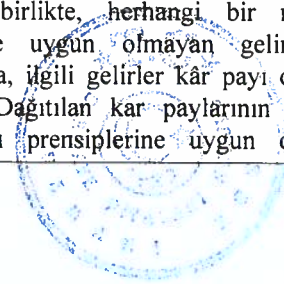 birlikte, herhangi bir
uygun olmayan gelir
ilgili gelirler kâr payı
Dağıtılan kar paylarının
prensiplerine uygun